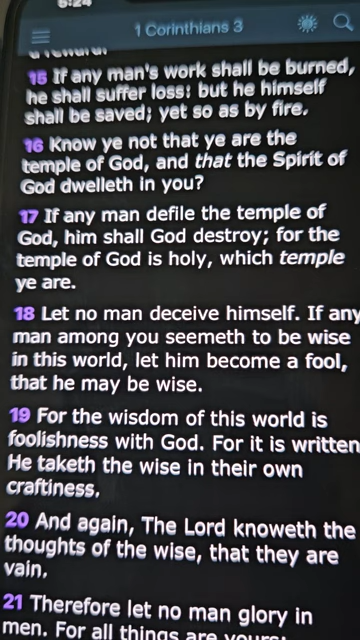 6:24
1 Corinthians 3
a reward.
15 If any man's work shall be burned,
he shall suffer loss: but he himself
shall be saved; yet so as by fire.
16 Know ye not that ye are the
temple of God, and that the Spirit of
God dwelleth in you?
17 If any man defile the temple of
God, him shall God destroy; for the
temple of God is holy, which temple
ye are.
18 Let no man deceive himself. If any
man among you seemeth to be wise
in this world, let him become a fool,
that he may be wise.
19 For the wisdom of this world is
foolishness with God. For it is written
He taketh the wise in their own
craftiness.
20 And again, The Lord knoweth the
thoughts of the wise, that they are
vain.
21 Therefore let no man glory in
men. For all things are yours;